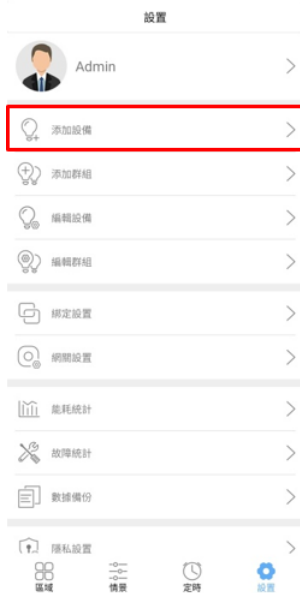 設置
Admin
添加設備
添加群組
編輯設備
編輯群組
綁定設置
網關設置
能耗統計
故障統計
數據備份
隱私設置
區域
情景
定時
設置